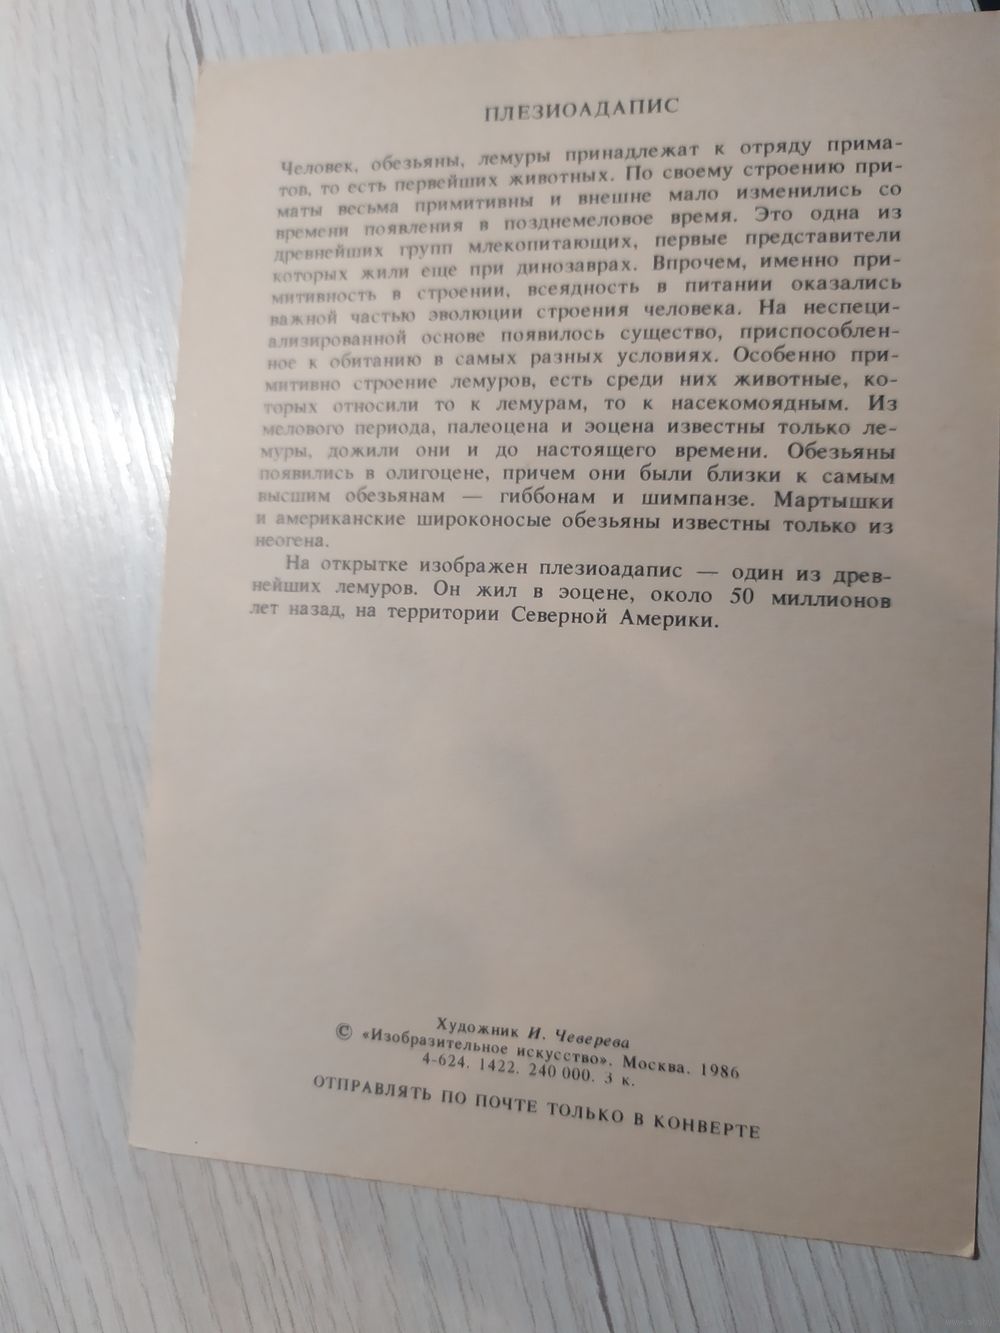 ПЛЕЗИОАДАПИС
Человек, обезьяны, лемуры принадлежат к отряду прима-
тов, то есть первейших животных. По своему строению при-
маты весьма примитивны и внешне мало изменились со
времени появления в позднемеловое время. Это одна из
древнейших групп млекопитающих, первые представители
которых жили еще при динозаврах. Впрочем, именно при-
митивность в строении, всеядность в питании оказались
важной частью эволюции строения человека. На неспеци-
ализированной основе появилось существо, приспособлен-
ное к обитанию в самых разных условиях. Особенно при-
митивно строение лемуров, есть среди них животные, ко-
торых относили то к лемурам, то к насекомоядным. Из
мелового периода, палеоцена и эоцена известны только ле-
муры, дожили они и до настоящего времени. Обезьяны
появились в олигоцене, причем они были близки к самым
высшим обезьянам — гиббонам и шимпанзе. Мартышки
и американские широконосые обезьяны известны только из
неогена.
На открытке изображен плезиоадапис — один из древ-
нейших лемуров. Он жил в эоцене, около 50 миллионов
лет назад, на территории Северной Америки.
Художник И. Чеверева
© «Изобразительное искусство». Москва. 1986
4-624. 1422. 240 000. 3 к.
ОТПРАВЛЯТЬ ПО ПОЧТЕ ТОЛЬКО В КОНВЕРТЕ